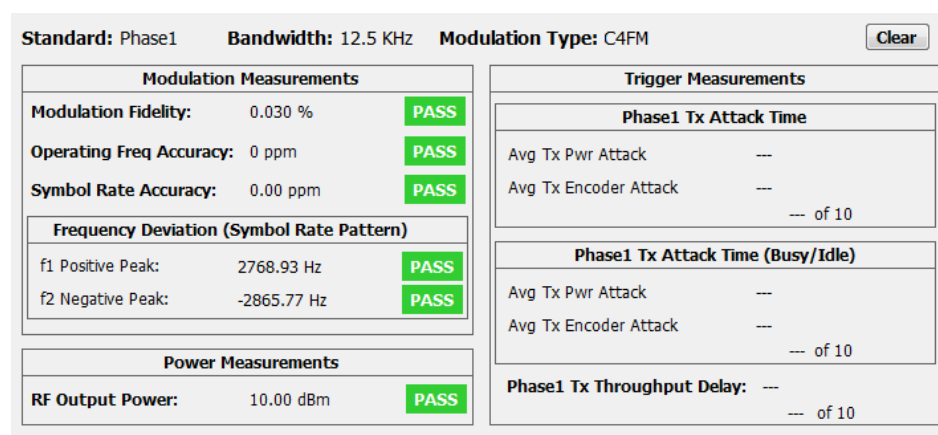 Standard: Phase1 Bandwidth: 12.5 KHz Modulation Type: C4FM Clear
Modulation Measurements
Modulation Fidelity: 0.030 % PASS
Operating Freq Accuracy: 0 ppm PASS
Symbol Rate Accuracy: 0.00 ppm PASS
Frequency Deviation (Symbol Rate Pattern)
f1 Positive Peak: 2768.93 Hz PASS
f2 Negative Peak: -2865.77 Hz PASS
Power Measurements
RF Output Power: 10.00 dBm PASS
Trigger Measurements
Phase1 Tx Attack Time
Avg Tx Pwr Attack ---
Avg Tx Encoder Attack ---
--- of 10
Phase1 Tx Attack Time (Busy/Idle)
Avg Tx Pwr Attack ---
Avg Tx Encoder Attack ---
--- of 10
Phase1 Tx Throughput Delay: ---
--- of 10